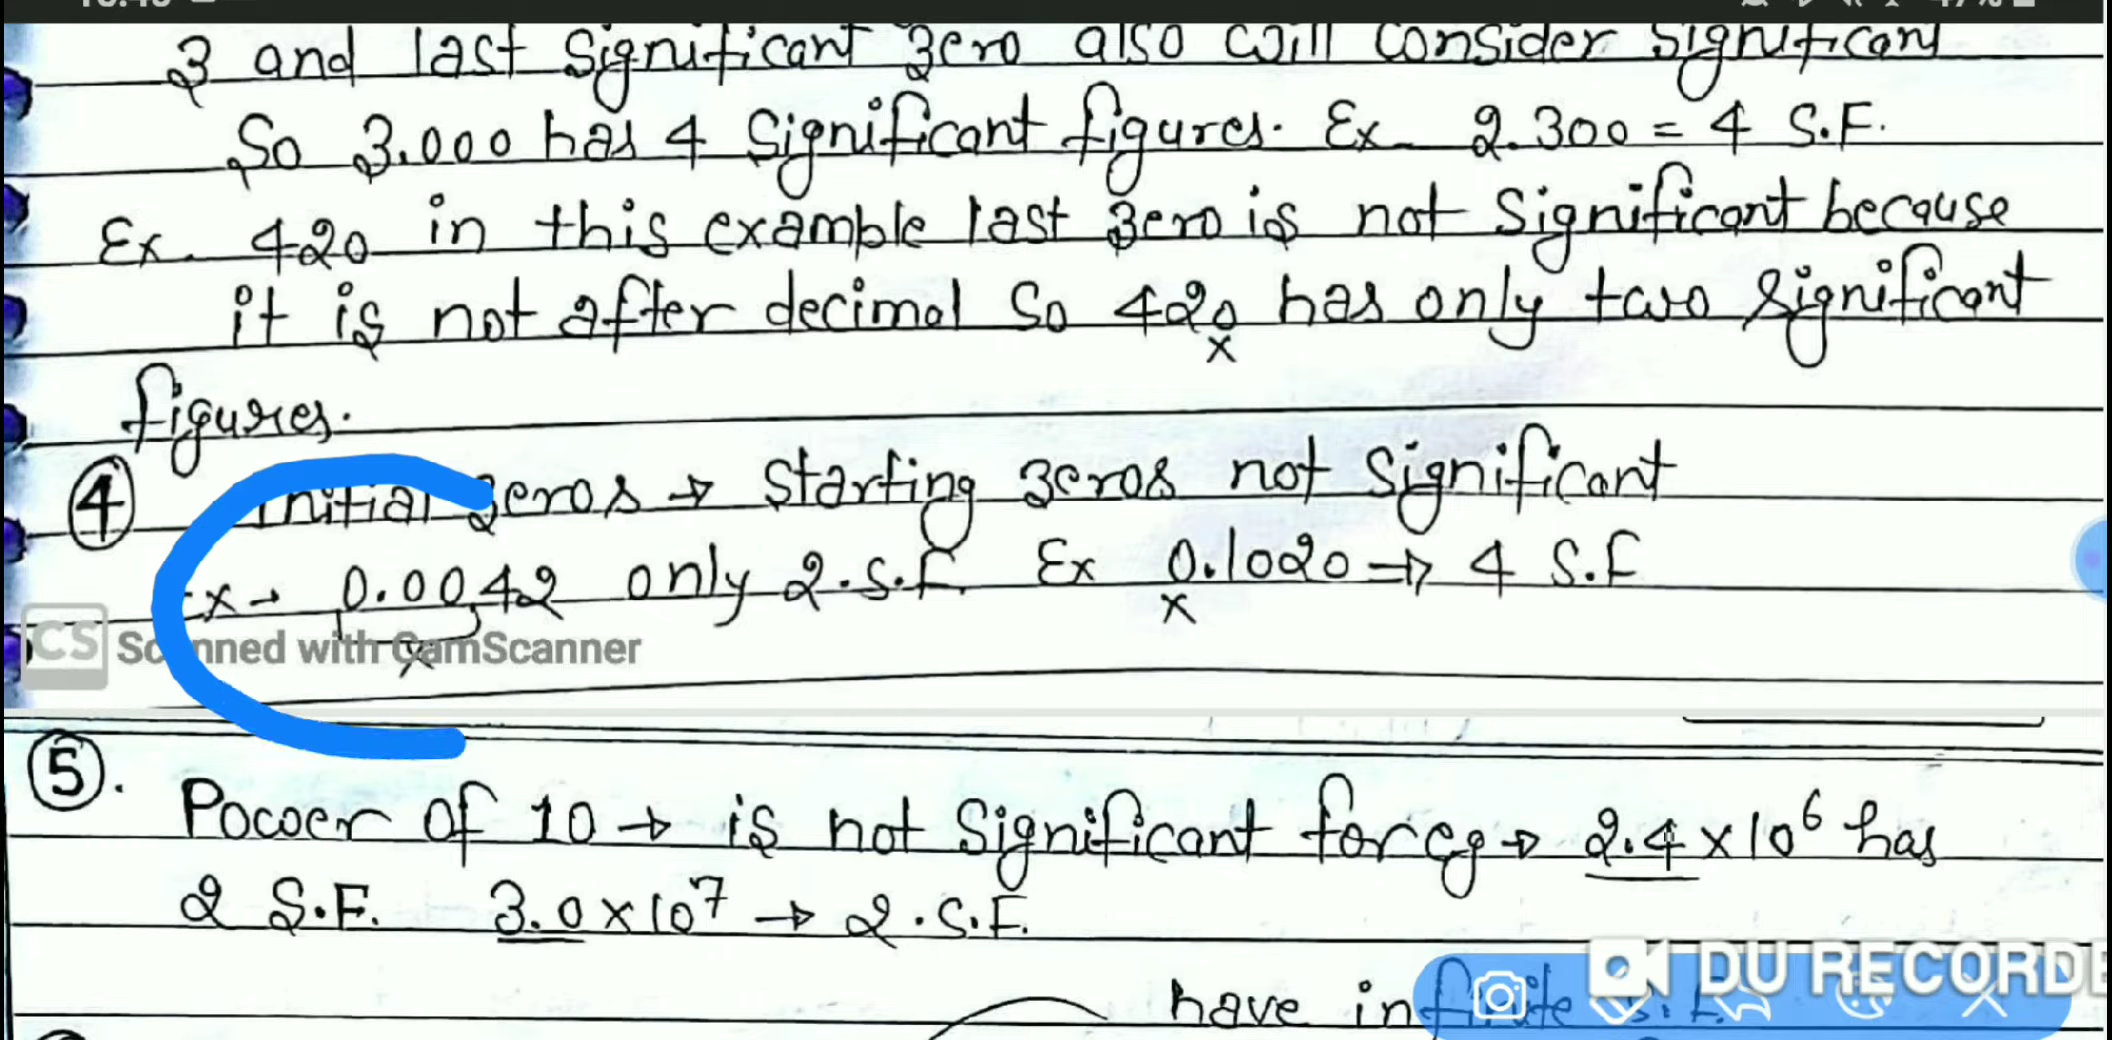 3 and last significant zero also will consider significant
So 3.000 has 4 Significant figures. Ex- 2.300 = 4 S.F.
Ex. 420 in this example last zero is not significant because
it is not after decimal So 420 has only two significant
x
figures.
④ Initial zeros → starting zeros not significant
Ex → 0.0042 only 2.S.F. Ex 0.1020 ⇒ 4 S.F
x x
CS Scanned with CamScanner
⑤. Power of 10 → is not significant for eg → 2.4 x 10⁶ has
2 S.F. 3.0 x 10⁷ → 2.S.F.
have infinite S.F.
DU RECORDE